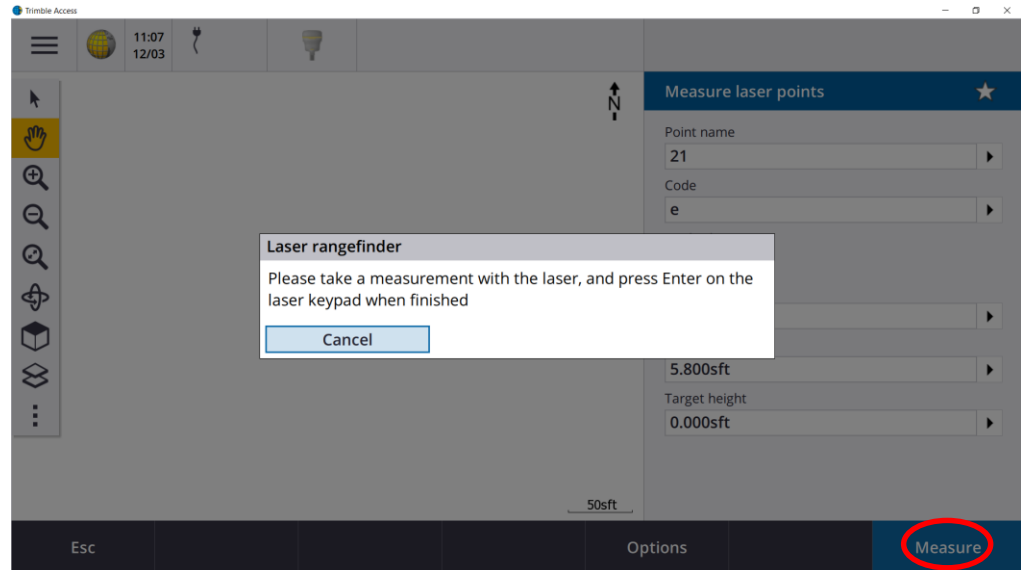 Trimble Access
11:07
12/03
N
Measure laser points
Point name
21
Code
e
Laser rangefinder
Please take a measurement with the laser, and press Enter on the
laser keypad when finished
Cancel
5.800sft
Target height
0.000sft
50sft
Esc
Options
Measure